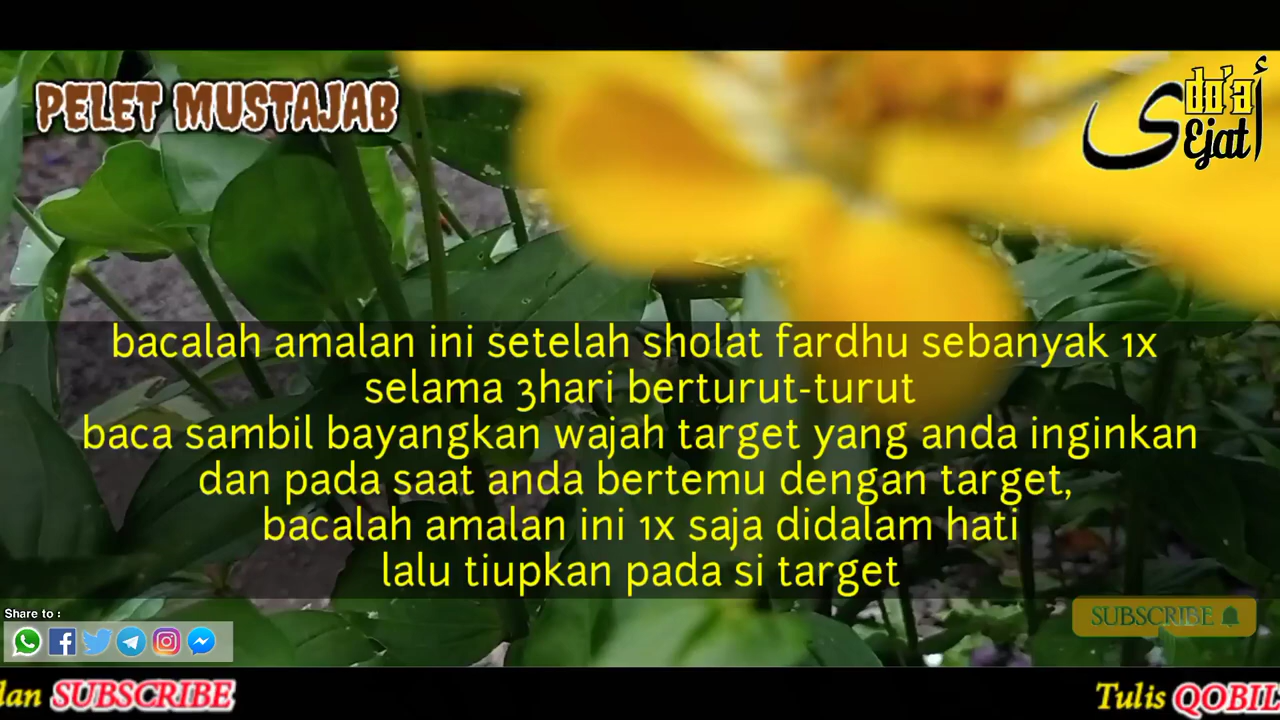 PELET MUSTAJAB
do'a
Ejati
أ
ى
bacalah amalan ini setelah sholat fardhu sebanyak 1x
selama 3hari berturut-turut
baca sambil bayangkan wajah target yang anda inginkan
dan pada saat anda bertemu dengan target,
bacalah amalan ini 1x saja didalam hati
lalu tiupkan pada si target
Share to :
SUBSCRIBE
dan SUBSCRIBE
Tulis QOBIL